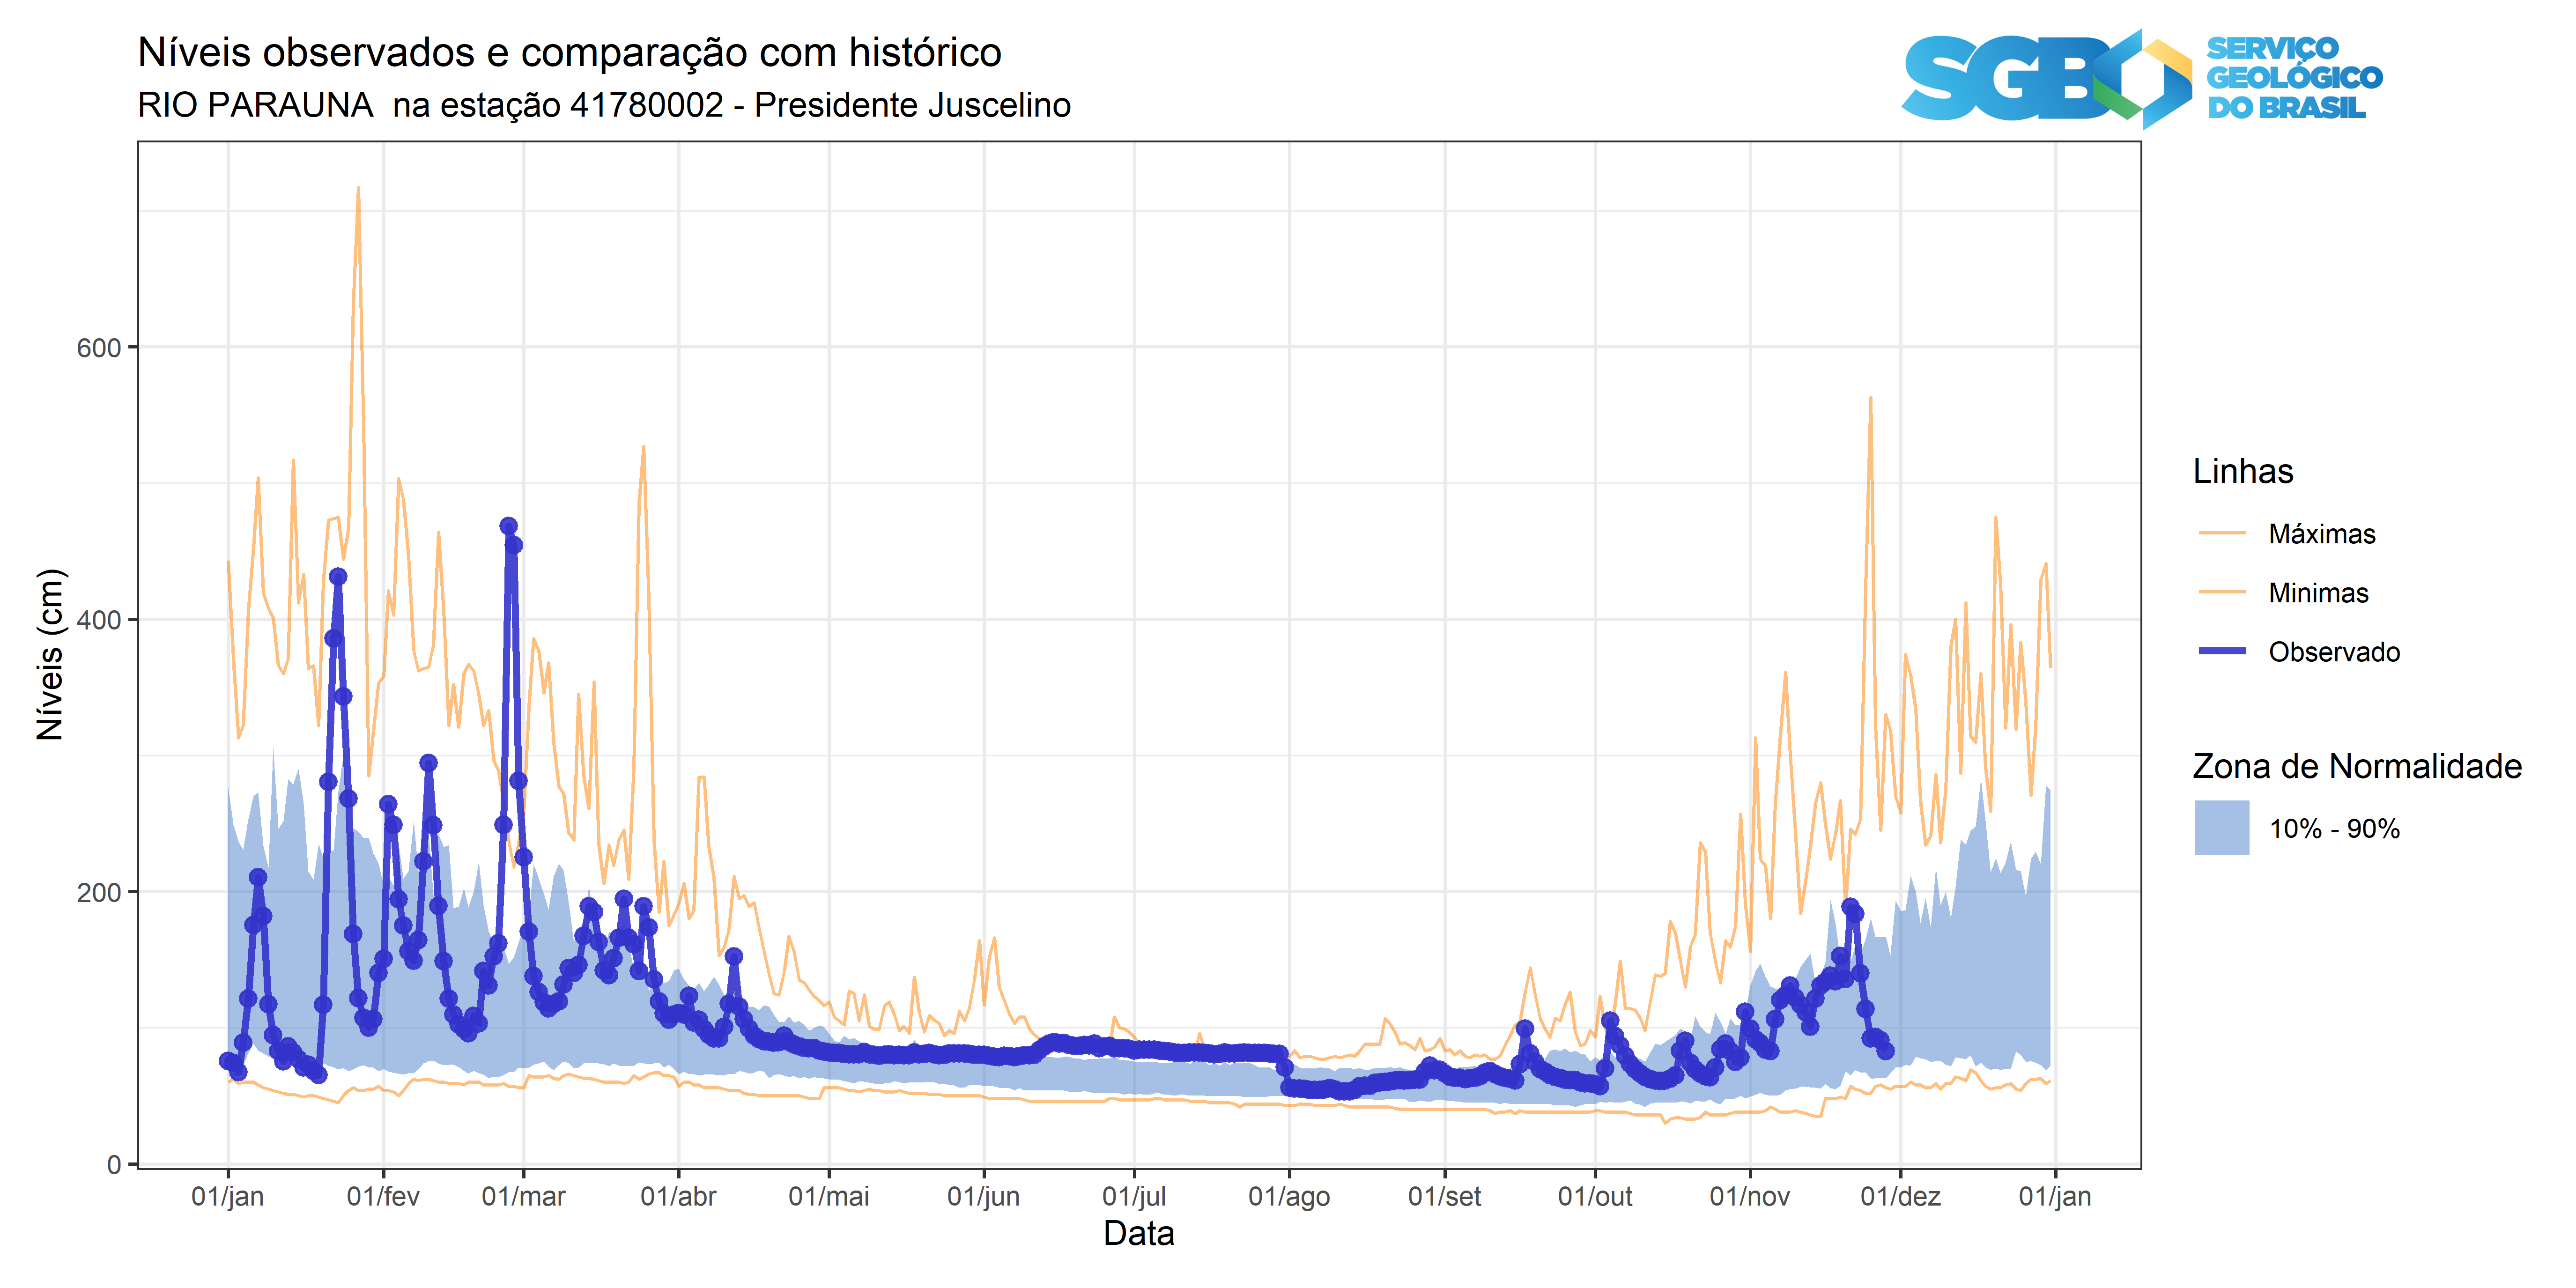 Níveis observados e comparação com histórico
RIO PARAUNA  na estação 41780002 - Presidente Juscelino
SGB
SERVIÇO
GEOLÓGICO
DO BRASIL
Níveis (cm)
600
400
200
0
01/jan
01/fev
01/mar
01/abr
01/mai
01/jun
01/jul
01/ago
01/set
01/out
01/nov
01/dez
01/jan
Data
Linhas
Máximas
Minimas
Observado
Zona de Normalidade
10% - 90%